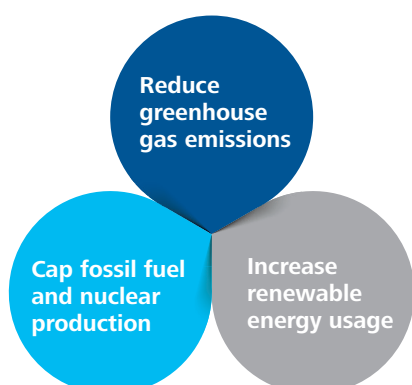 Reduce
greenhouse
gas emissions
Cap fossil fuel
and nuclear
production
Increase
renewable
energy usage